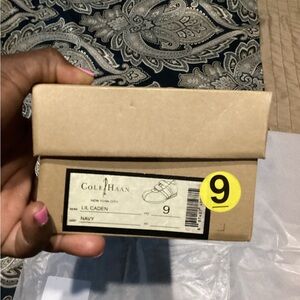 COLE HAAN
NEW YORK CITY
LIL CADEN 9
NAVY
9